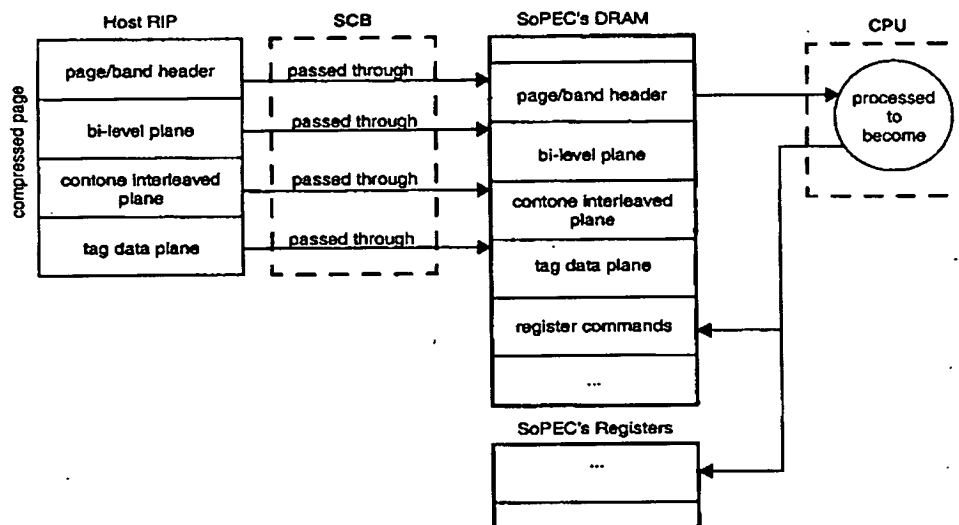 Host RIP
SCB
SoPEC's DRAM
CPU
compressed page
page/band header
bi-level plane
contone interleaved
plane
tag data plane
passed through
passed through
passed through
passed through
page/band header
bi-level plane
contone interleaved
plane
tag data plane
register commands
...
processed
to
become
SoPEC's Registers
...